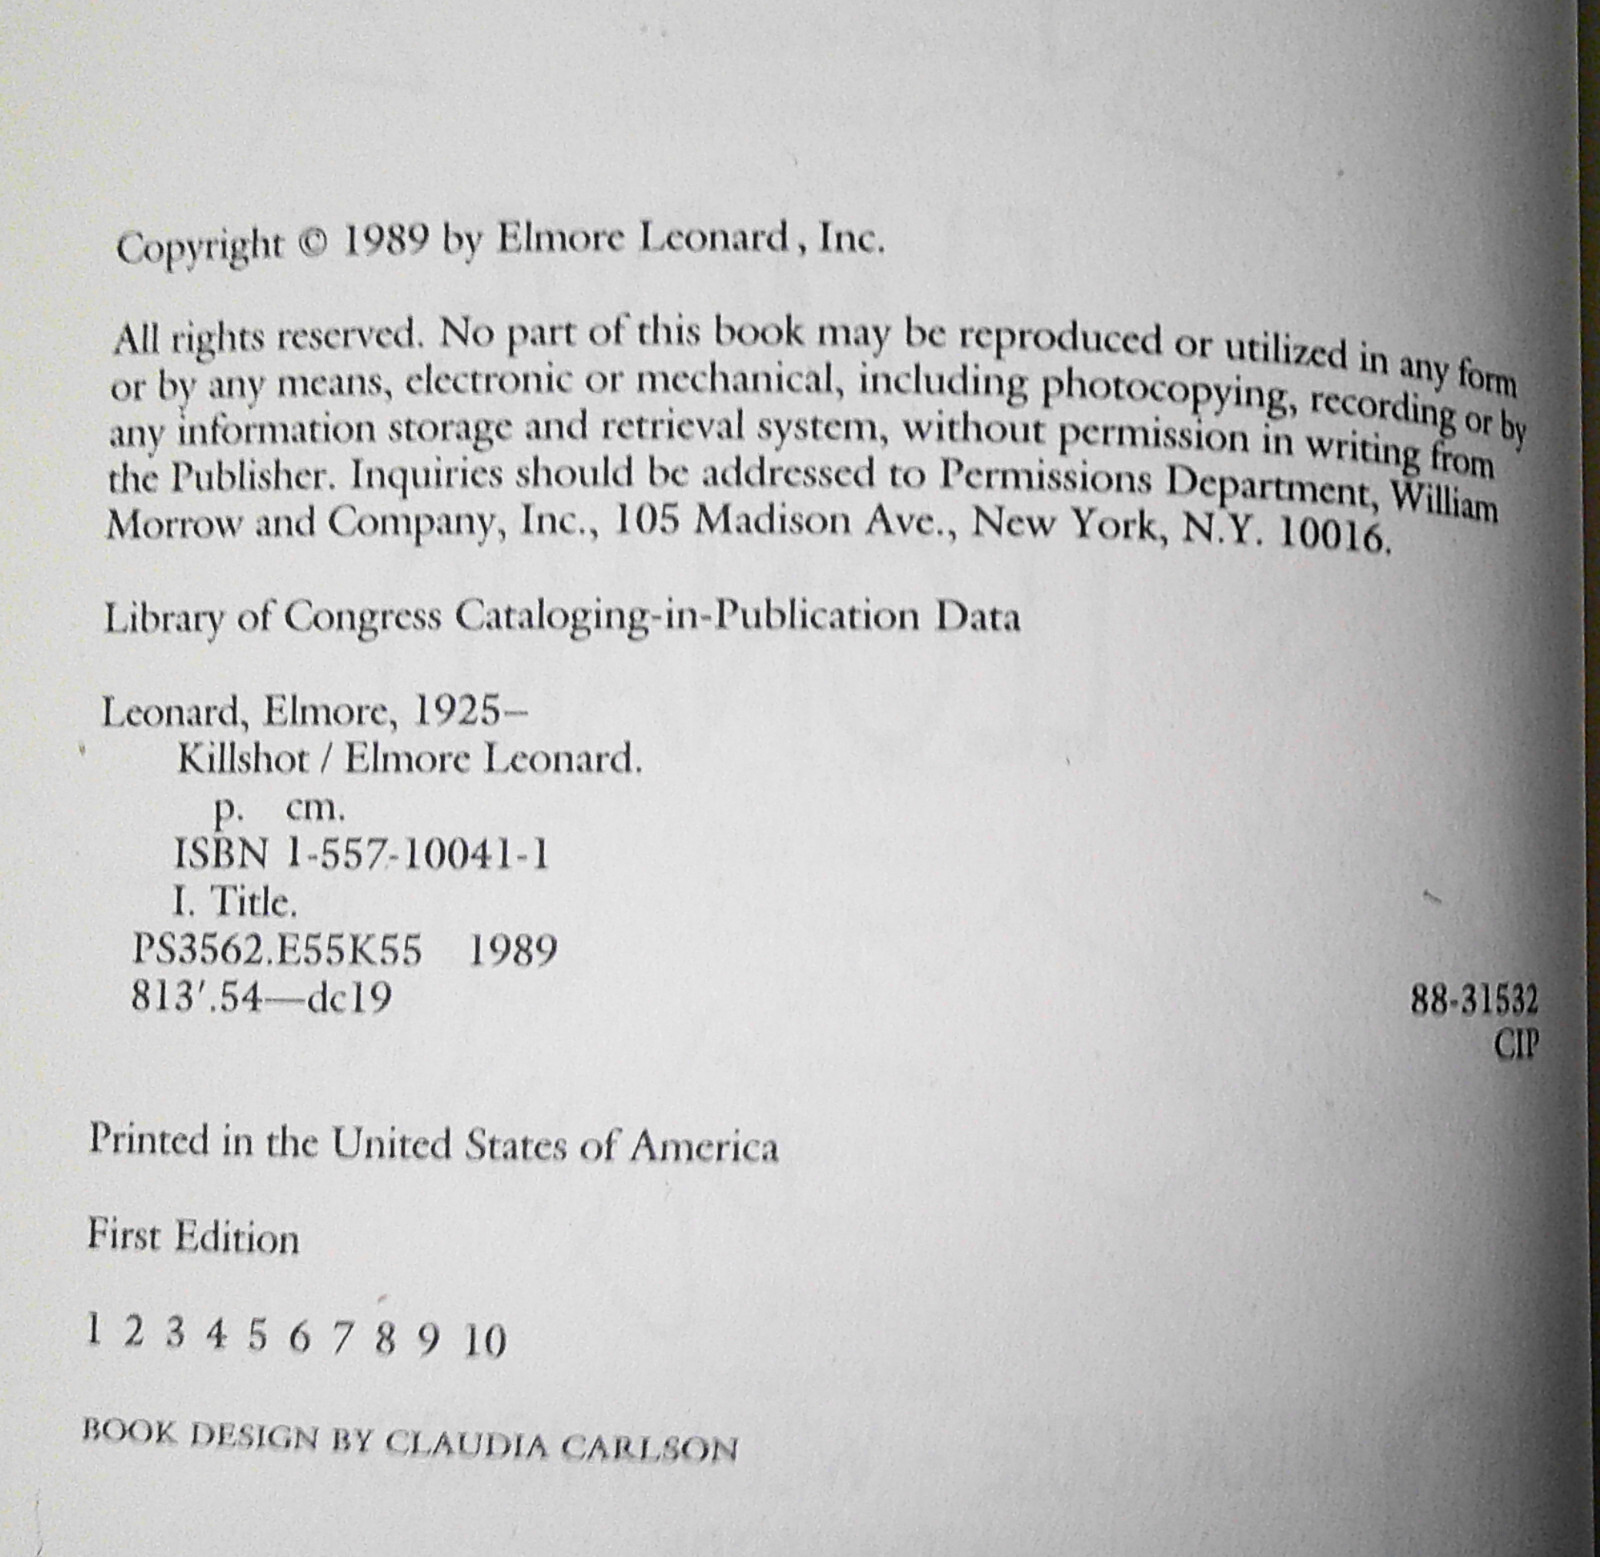 Copyright © 1989 by Elmore Leonard, Inc.
All rights reserved. No part of this book may be reproduced or utilized in any form
or by any means, electronic or mechanical, including photocopying, recording or by
any information storage and retrieval system, without permission in writing from
the Publisher. Inquiries should be addressed to Permissions Department, William
Morrow and Company, Inc., 105 Madison Ave., New York, N.Y. 10016.
Library of Congress Cataloging-in-Publication Data
Leonard, Elmore, 1925–
Killshot / Elmore Leonard.
p. cm.
ISBN 1-557-10041-1
I. Title.
PS3562.E55K55 1989
813′.54—dc19 88-31532
CIP
Printed in the United States of America
First Edition
1 2 3 4 5 6 7 8 9 10
BOOK DESIGN BY CLAUDIA CARLSON